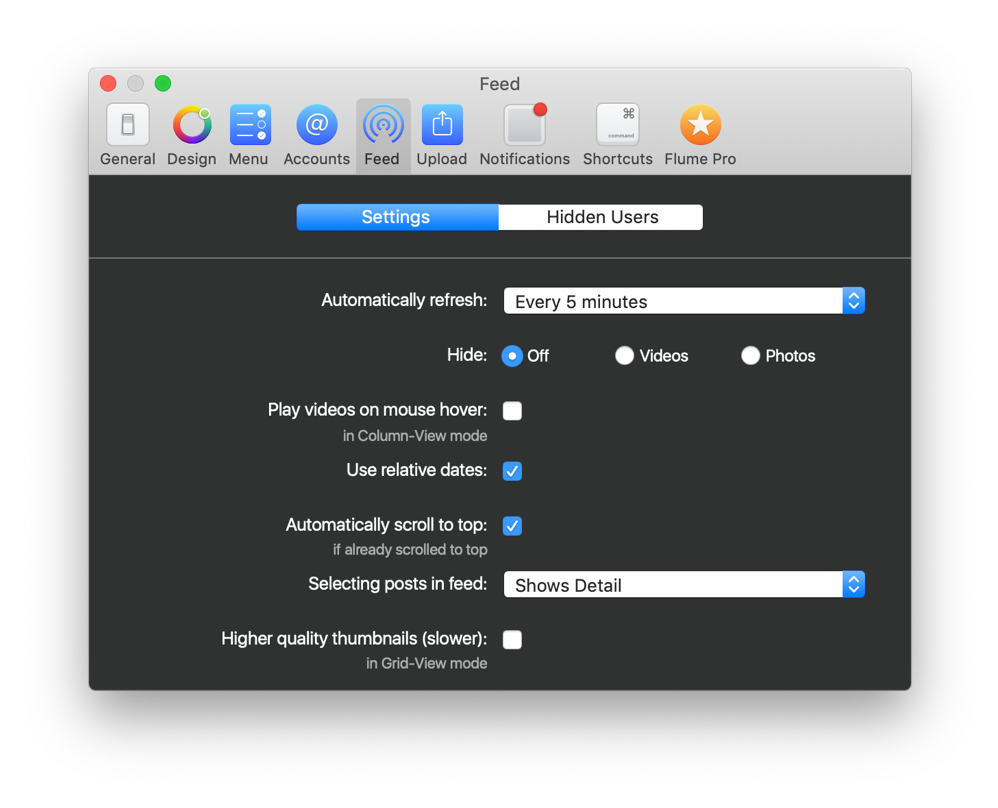 Feed
General Design Menu Accounts Feed Upload Notifications Shortcuts Flume Pro
@
⌘
command
Settings Hidden Users
Automatically refresh: Every 5 minutes
Hide: Off Videos Photos
Play videos on mouse hover:
in Column-View mode
Use relative dates:
Automatically scroll to top:
if already scrolled to top
Selecting posts in feed: Shows Detail
Higher quality thumbnails (slower):
in Grid-View mode